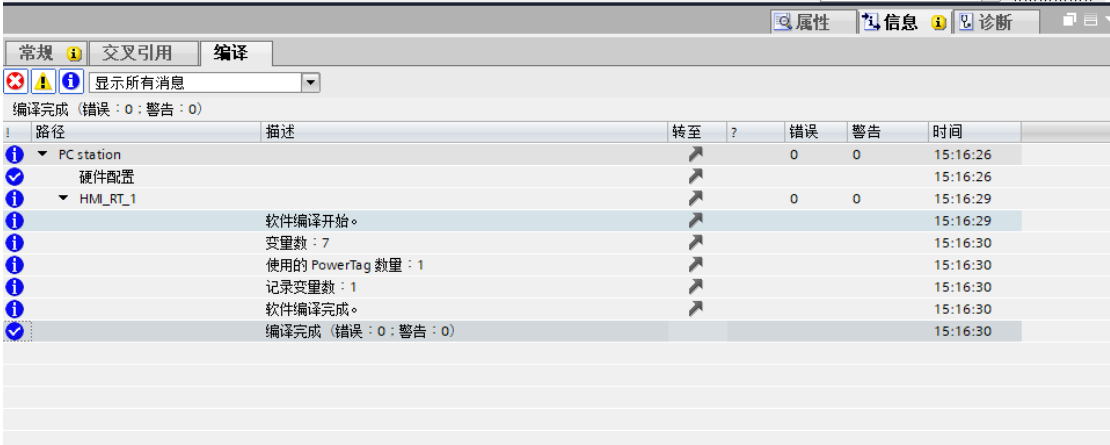 属性 信息 诊断
常规 交叉引用 编译
显示所有消息
编译完成（错误：0；警告：0）
! 路径 描述 转至 ? 错误 警告 时间
PC station 0 0 15:16:26
硬件配置 15:16:26
HMI_RT_1 0 0 15:16:29
软件编译开始。 15:16:29
变量数：7 15:16:30
使用的 PowerTag 数量：1 15:16:30
记录变量数：1 15:16:30
软件编译完成。 15:16:30
编译完成（错误：0；警告：0） 15:16:30